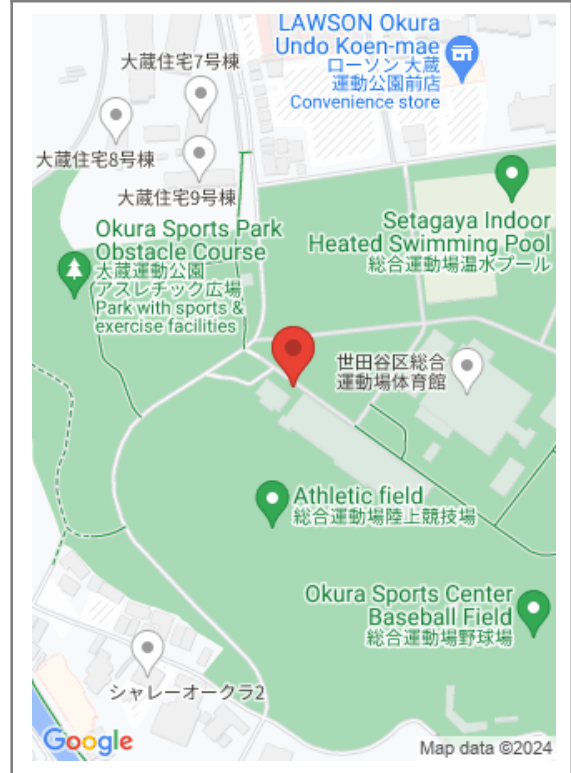 LAWSON Okura
Undo Koen-mae
ローソン 大蔵
運動公園前店
Convenience store
大蔵住宅7号棟
大蔵住宅8号棟
大蔵住宅9号棟
Setagaya Indoor
Heated Swimming Pool
総合運動場温水プール
Okura Sports Park
Obstacle Course
大蔵運動公園
アスレチック広場
Park with sports &
exercise facilities
世田谷区総合
運動場体育館
Athletic field
総合運動場陸上競技場
Okura Sports Center
Baseball Field
総合運動場野球場
シャレーオークラ2
Google
Map data ©2024